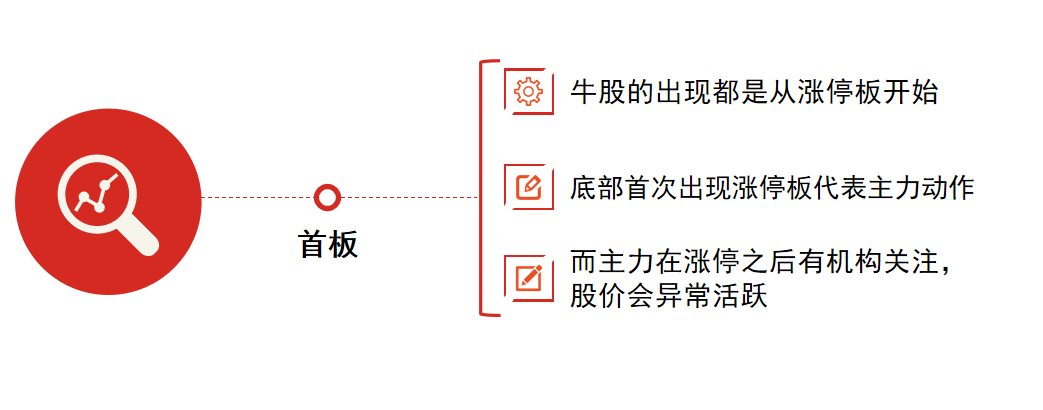 首板
牛股的出现都是从涨停板开始
底部首次出现涨停板代表主力动作
而主力在涨停之后有机构关注，
股价会异常活跃